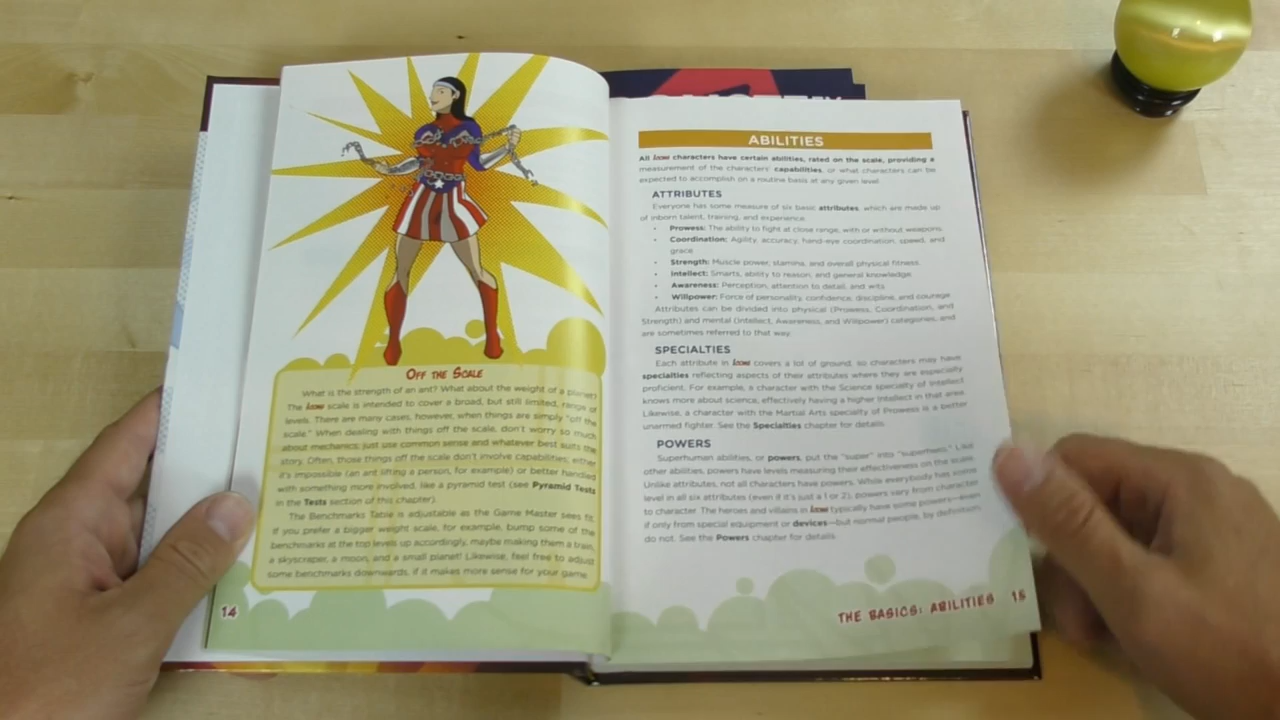 OFF THE SCALE
What is the strength of an ant? What about the weight of a planet?
The Icons scale is intended to cover a broad, but still limited, range of
levels. There are many cases, however, when things are simply "off the
scale." When dealing with things off the scale, don't worry so much
about mechanics; just use common sense and whatever best suits the
story. Often, those things off the scale don't involve capabilities; either
it's impossible (an ant lifting a person, for example) or better handled
with something more involved, like a pyramid test (see Pyramid Tests
in the Tests section of this chapter).
The Benchmarks Table is adjustable as the Game Master sees fit.
If you prefer a bigger weight scale, for example, bump some of the
benchmarks at the top levels up accordingly, maybe making them a train,
a skyscraper, a moon, and a small planet! Likewise, feel free to adjust
some benchmarks downwards, if it makes more sense for your game.
14
ABILITIES
All Icons characters have certain abilities, rated on the scale, providing a
measurement of the characters' capabilities, or what characters can be
expected to accomplish on a routine basis at any given level.
ATTRIBUTES
Everyone has some measure of six basic attributes, which are made up
of inborn talent, training, and experience.
• Prowess: The ability to fight at close range, with or without weapons.
• Coordination: Agility, accuracy, hand-eye coordination, speed, and
grace.
• Strength: Muscle power, stamina, and overall physical fitness.
• Intellect: Smarts, ability to reason, and general knowledge.
• Awareness: Perception, attention to detail, and wits.
• Willpower: Force of personality, confidence, discipline, and courage.
Attributes can be divided into physical (Prowess, Coordination, and
Strength) and mental (Intellect, Awareness, and Willpower) categories, and
are sometimes referred to that way.
SPECIALTIES
Each attribute in Icons covers a lot of ground, so characters may have
specialties reflecting aspects of their attributes where they are especially
proficient. For example, a character with the Science specialty of Intellect
knows more about science, effectively having a higher Intellect in that area.
Likewise, a character with the Martial Arts specialty of Prowess is a better
unarmed fighter. See the Specialties chapter for details.
POWERS
Superhuman abilities, or powers, put the "super" into "superhero." Like
other abilities, powers have levels measuring their effectiveness on the scale.
Unlike attributes, not all characters have powers. While everybody has some
level in all six attributes (even if it's just a 1 or 2), powers vary from character
to character. The heroes and villains in Icons typically have some powers—even
if only from special equipment or devices—but normal people, by definition,
do not. See the Powers chapter for details.
THE BASICS: ABILITIES 15